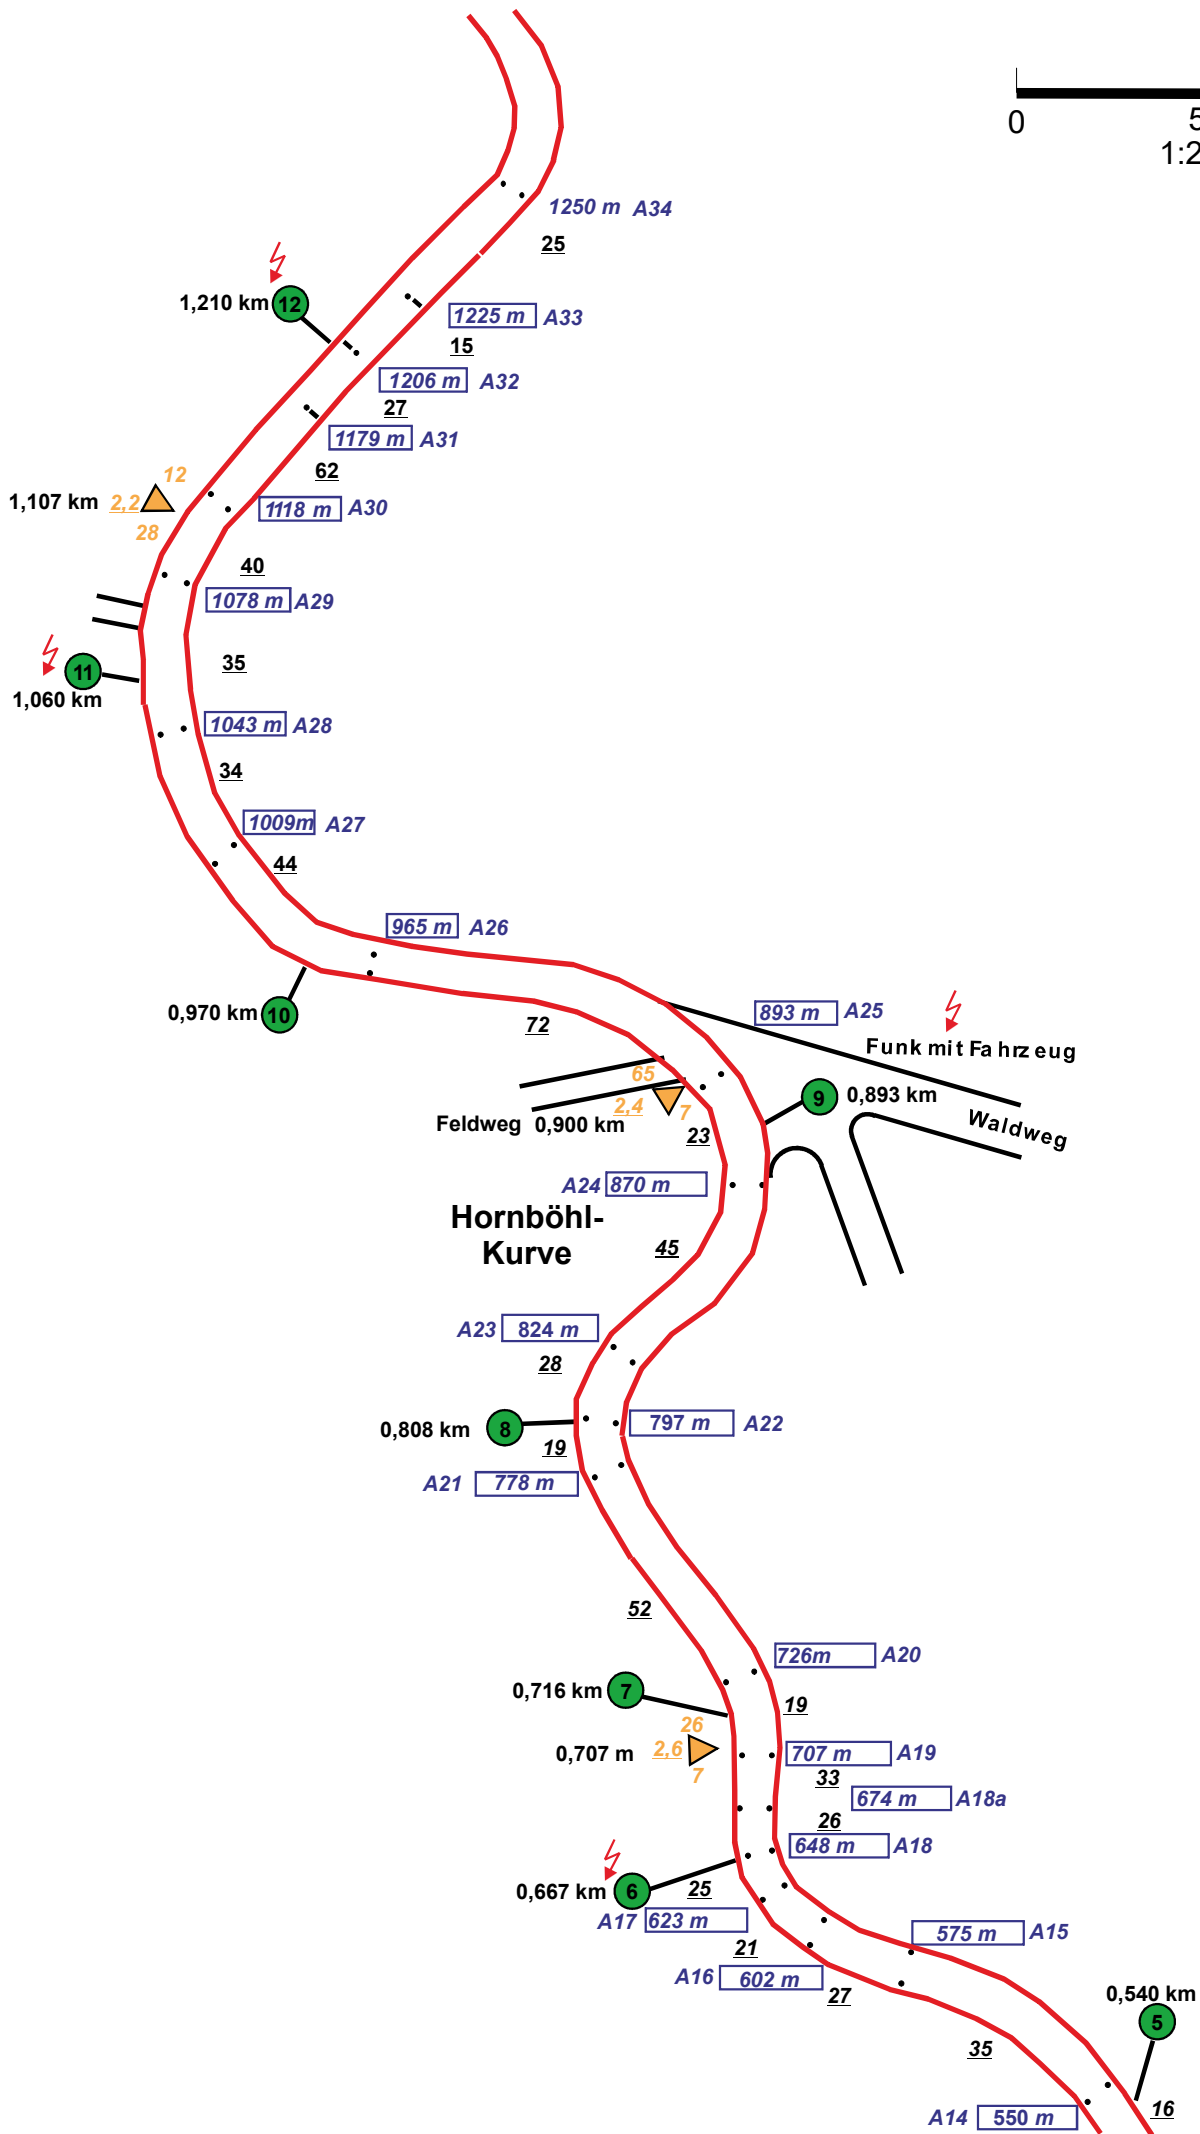 0
5
1:2
1250 m A34
25
1,210 km 12
1225 m A33
15
1206 m A32
27
1179 m A31
62
12
1,107 km 2,2
28
1118 m A30
40
1078 m A29
11
1,060 km
35
1043 m A28
34
1009m A27
44
965 m A26
0,970 km 10
72
893 m A25
Funk mit Fahrzeug
65
2,4
7
9 0,893 km
Feldweg 0,900 km
Waldweg
23
A24 870 m
Hornböhl-
Kurve
45
A23 824 m
28
0,808 km 8
797 m A22
19
A21 778 m
52
726m A20
0,716 km 7
19
26
0,707 m 2,6
7
707 m A19
33
674 m A18a
26
648 m A18
0,667 km 6
25
A17 623 m
575 m A15
21
A16 602 m
27
0,540 km
5
35
A14 550 m
16